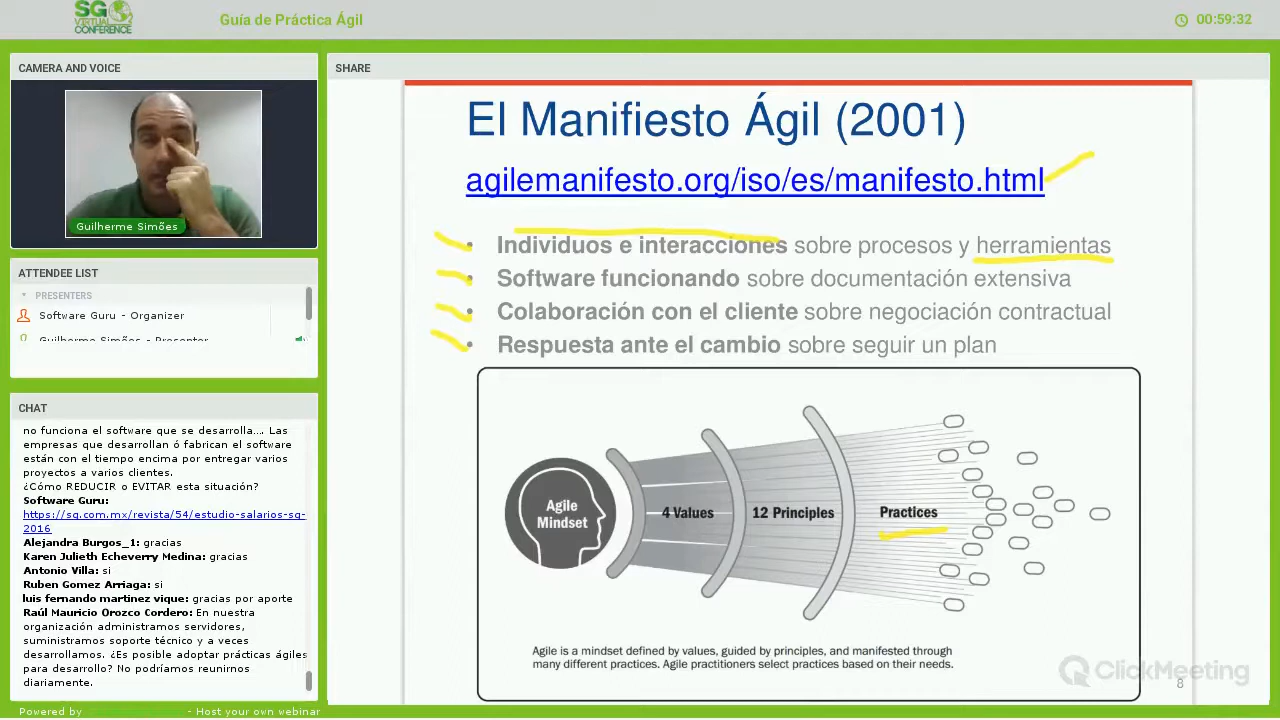 SG
VIRTUAL
CONFERENCE
Guía de Práctica Ágil
00:59:32
CAMERA AND VOICE
Guilherme Simões
ATTENDEE LIST
PRESENTERS
Software Guru - Organizer
Guilherme Simões - Presenter
CHAT
no funciona el software que se desarrolla.... Las
empresas que desarrollan ó fabrican el software
están con el tiempo encima por entregar varios
proyectos a varios clientes.
¿Cómo REDUCIR o EVITAR esta situación?
Software Guru:
https://sg.com.mx/revista/54/estudio-salarios-sg-
2016
Alejandra Burgos_1: gracias
Karen Julieth Echeverry Medina: gracias
Antonio Villa: si
Ruben Gomez Arriaga: si
luis fernando martinez vique: gracias por aporte
Raúl Mauricio Orozco Cordero: En nuestra
organización administramos servidores,
suministramos soporte técnico y a veces
desarrollamos. ¿Es posible adoptar prácticas ágiles
para desarrollo? No podríamos reunirnos
diariamente.
Powered by - Host your own webinar
SHARE
El Manifiesto Ágil (2001)
agilemanifesto.org/iso/es/manifesto.html
• Individuos e interacciones sobre procesos y herramientas
• Software funcionando sobre documentación extensiva
• Colaboración con el cliente sobre negociación contractual
• Respuesta ante el cambio sobre seguir un plan
Agile
Mindset
4 Values
12 Principles
Practices
Agile is a mindset defined by values, guided by principles, and manifested through
many different practices. Agile practitioners select practices based on their needs.
ClickMeeting
8